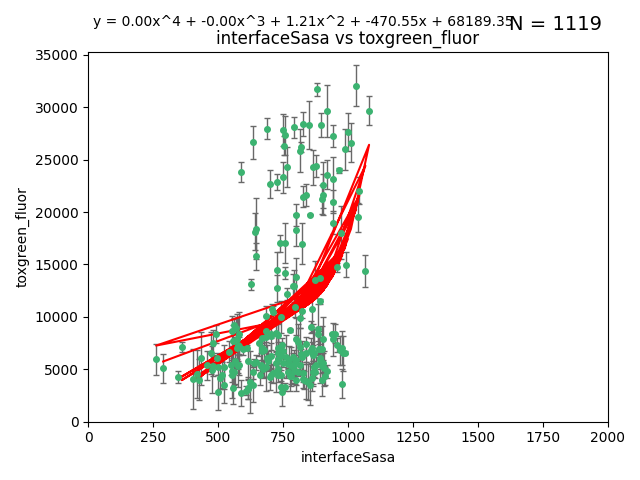 y = 0.00x^4 + -0.00x^3 + 1.21x^2 + -470.55x + 68189.35
N = 1119
interfaceSasa vs toxgreen_fluor
35000
30000
25000
20000
15000
10000
5000
0
toxgreen_fluor
0 250 500 750 1000 1250 1500 1750 2000
interfaceSasa